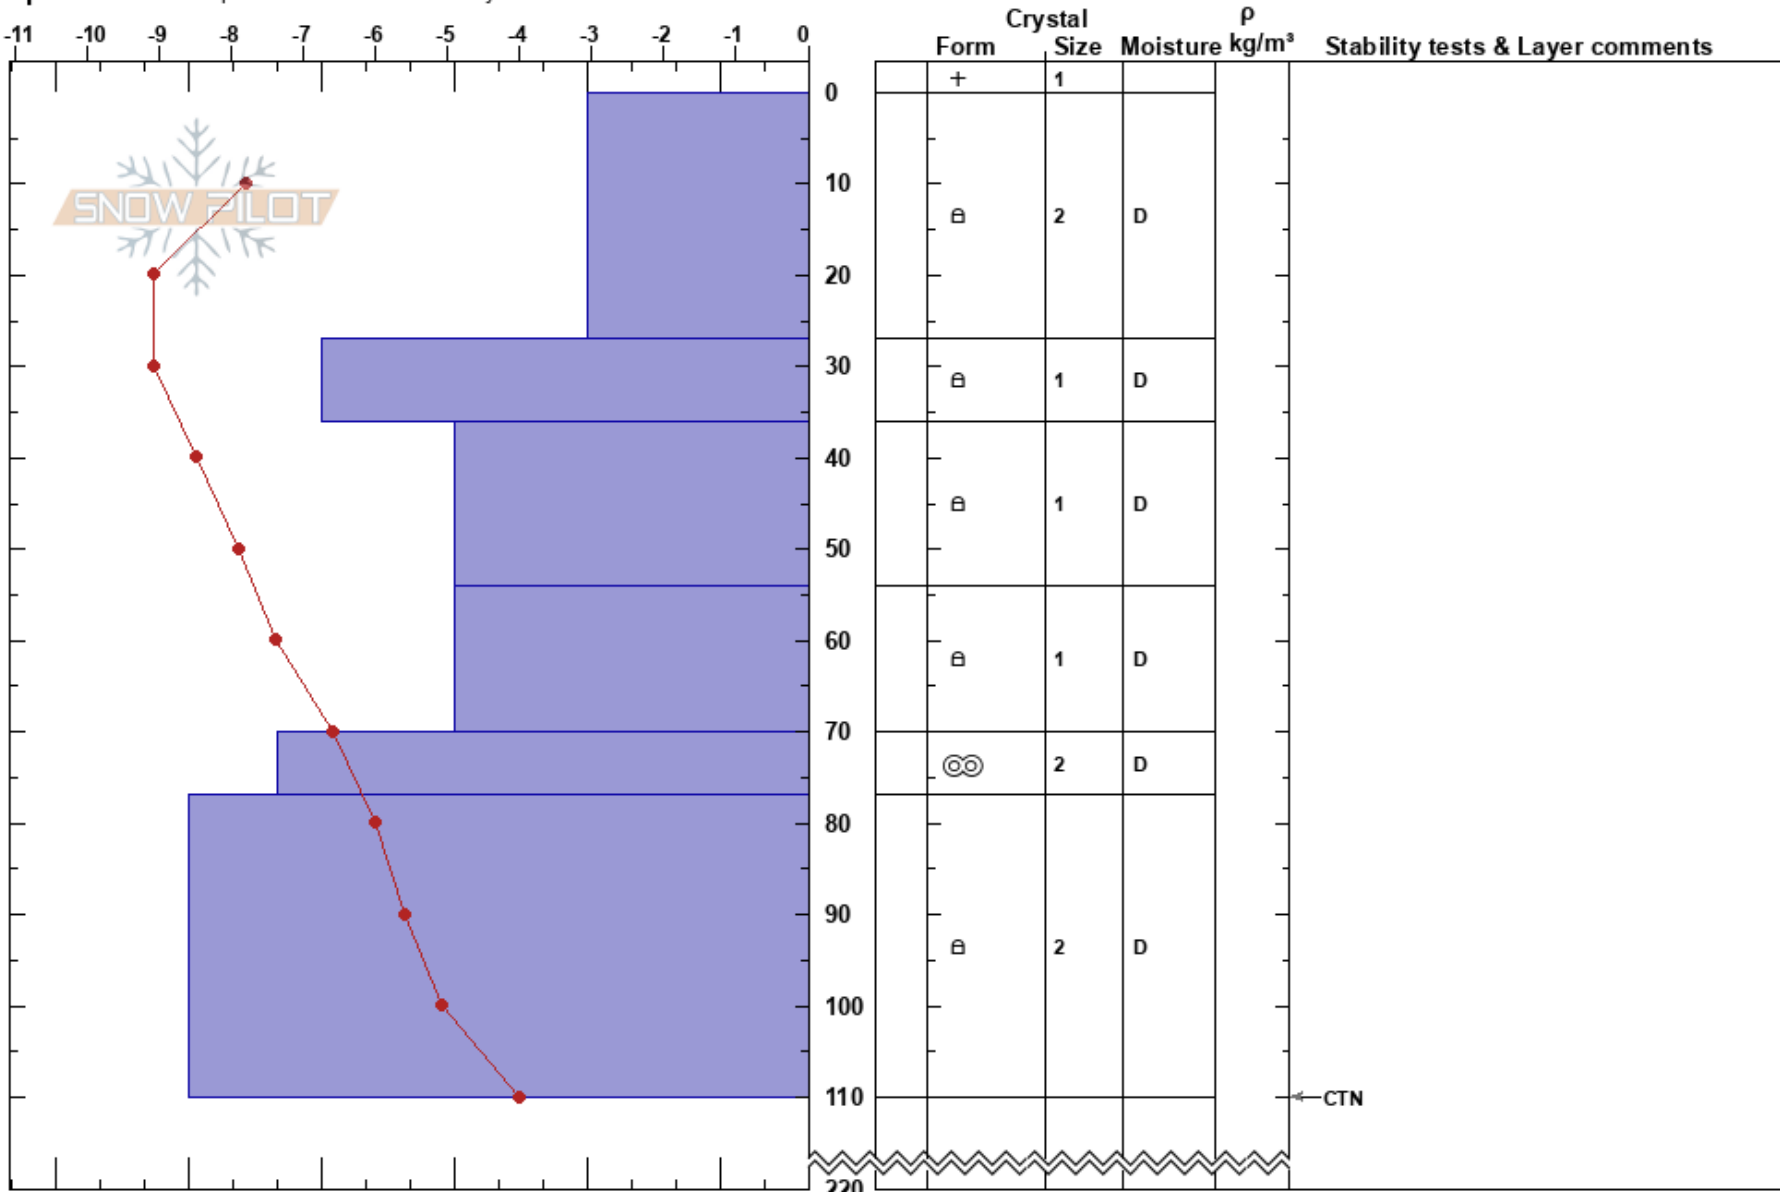 Crystal ρ
-11 -10 -9 -8 -7 -6 -5 -4 -3 -2 -1 0
Form Size Moisture kg/m³ Stability tests & Layer comments
+ 1
0
10
SNOW PILOT
2 D
20
30
1 D
40
1 D
50
60
1 D
70
2 D
80
90
2 D
100
110
CTN
220